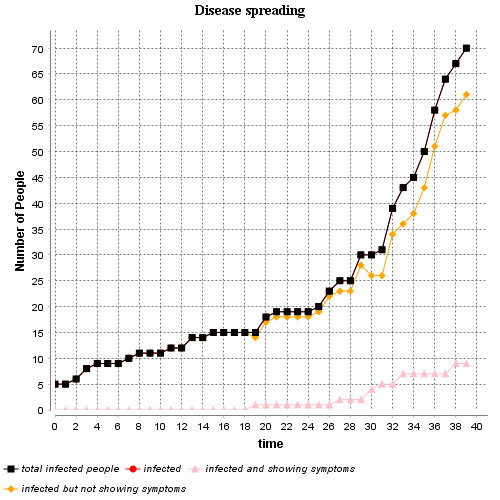 Disease spreading
Number of People
70
65
60
55
50
45
40
35
30
25
20
15
10
5
0
0 2 4 6 8 10 12 14 16 18 20 22 24 26 28 30 32 34 36 38 40
time
total infected people infected infected and showing symptoms
infected but not showing symptoms